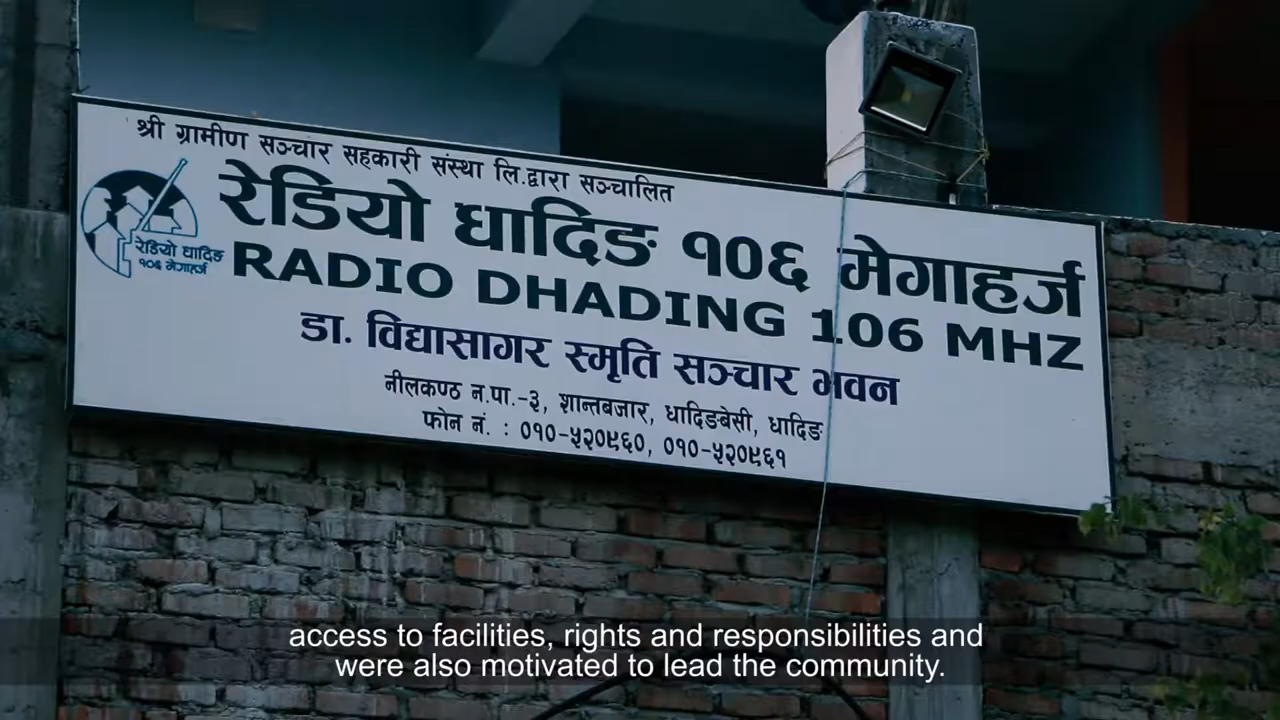 श्री ग्रामीण सञ्चार सहकारी संस्था लि.द्वारा सञ्चालित
रेडियो धादिङ १०६ मेगाहर्ज
RADIO DHADING 106 MHZ
रेडियो धादिङ
१०६ मेगाहर्ज
डा. विद्यासागर स्मृति सञ्चार भवन
नीलकण्ठ न.पा.-३, शान्तबजार, धादिङबेसी, धादिङ
फोन नं. : ०१०-५२०९६०, ०१०-५२०९६१
access to facilities, rights and responsibilities and
were also motivated to lead the community.